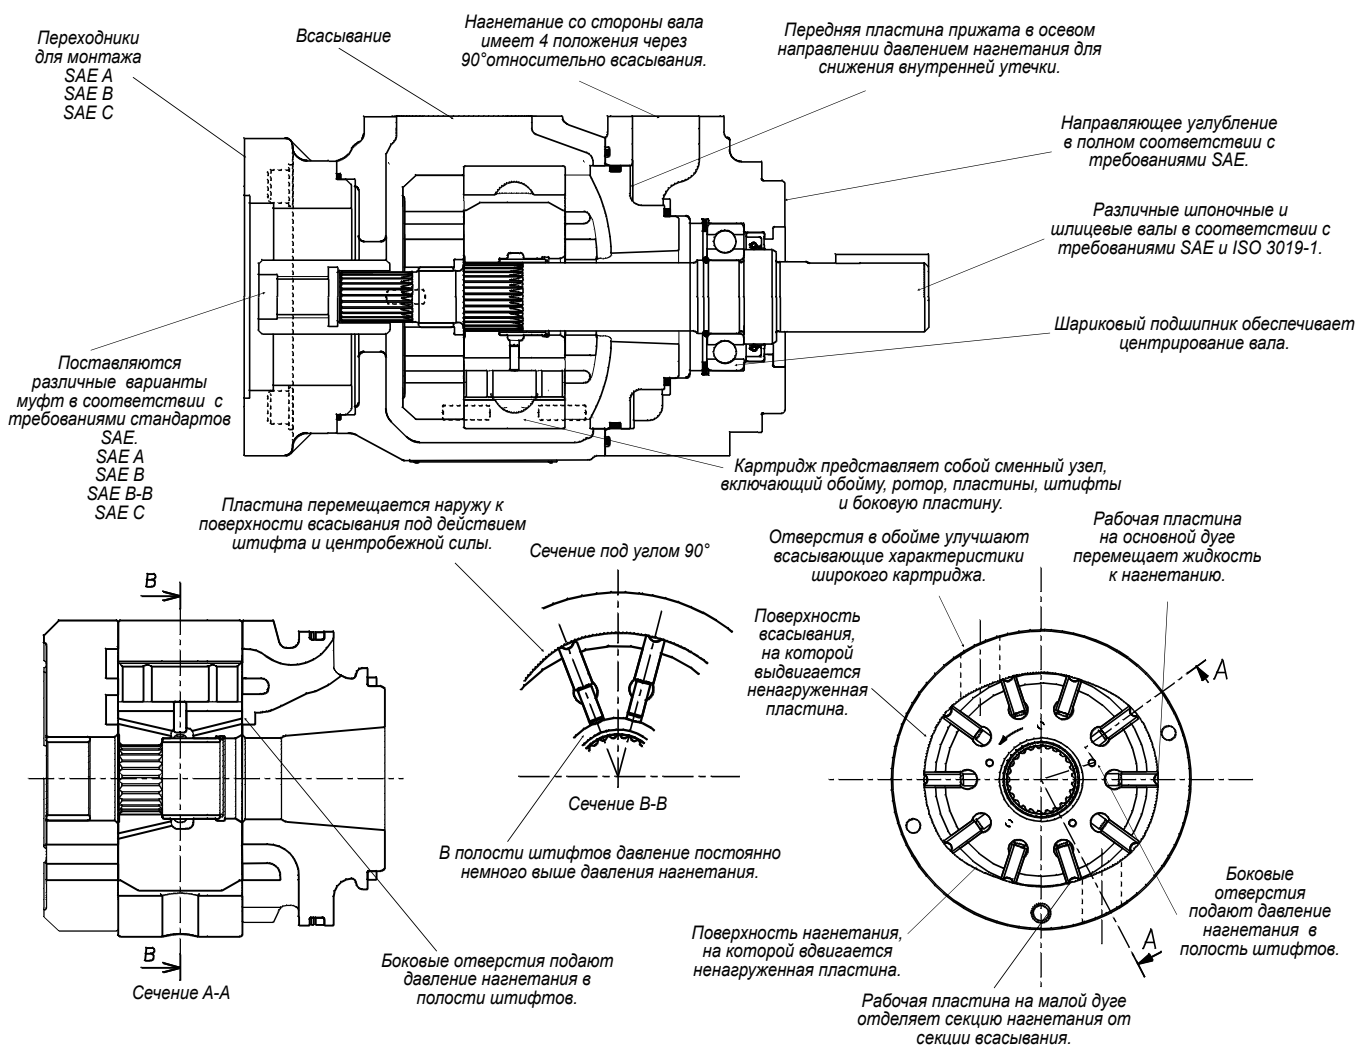 Переходники
для монтажа
SAE A
SAE B
SAE C
Всасывание
Нагнетание со стороны вала
имеет 4 положения через
90°относительно всасывания.
Передняя пластина прижата в осевом
направлении давлением нагнетания для
снижения внутренней утечки.
Направляющее углубление
в полном соответствии с
требованиями SAE.
Различные шпоночные и
шлицевые валы в соответствии с
требованиями SAE и ISO 3019-1.
Шариковый подшипник обеспечивает
центрирование вала.
Поставляются
различные варианты
муфт в соответствии с
требованиями стандартов
SAE.
SAE A
SAE B
SAE B-B
SAE C
Картридж представляет собой сменный узел,
включающий обойму, ротор, пластины, штифты
и боковую пластину.
Пластина перемещается наружу к
поверхности всасывания под действием
штифта и центробежной силы.
Сечение под углом 90°
Отверстия в обойме улучшают
всасывающие характеристики
широкого картриджа.
Рабочая пластина
на основной дуге
перемещает жидкость
к нагнетанию.
Поверхность
всасывания,
на которой
выдвигается
ненагруженная
пластина.
B
A
Сечение B-B
В полости штифтов давление постоянно
немного выше давления нагнетания.
Боковые
отверстия
подают давление
нагнетания в
полость штифтов.
A
B
Сечение A-A
Боковые отверстия подают
давление нагнетания в
полости штифтов.
Поверхность нагнетания,
на которой вдвигается
ненагруженная пластина.
Рабочая пластина на малой дуге
отделяет секцию нагнетания от
секции всасывания.